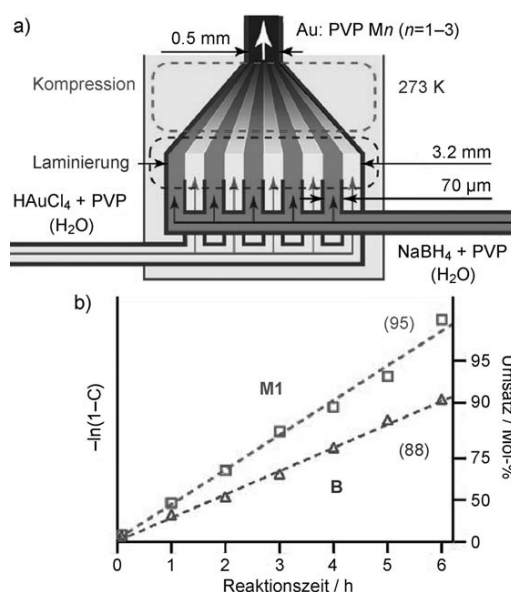 a)
Au: PVP Mn (n=1–3)
0.5 mm
Kompression
273 K
Laminierung
3.2 mm
HAuCl4 + PVP
(H2O)
70 µm
NaBH4 + PVP
(H2O)
b)
(95)
M1
(88)
B
–ln(1–C)
95
90
75
50
0
Umsatz / Mol-%
0 1 2 3 4 5 6
Reaktionszeit / h